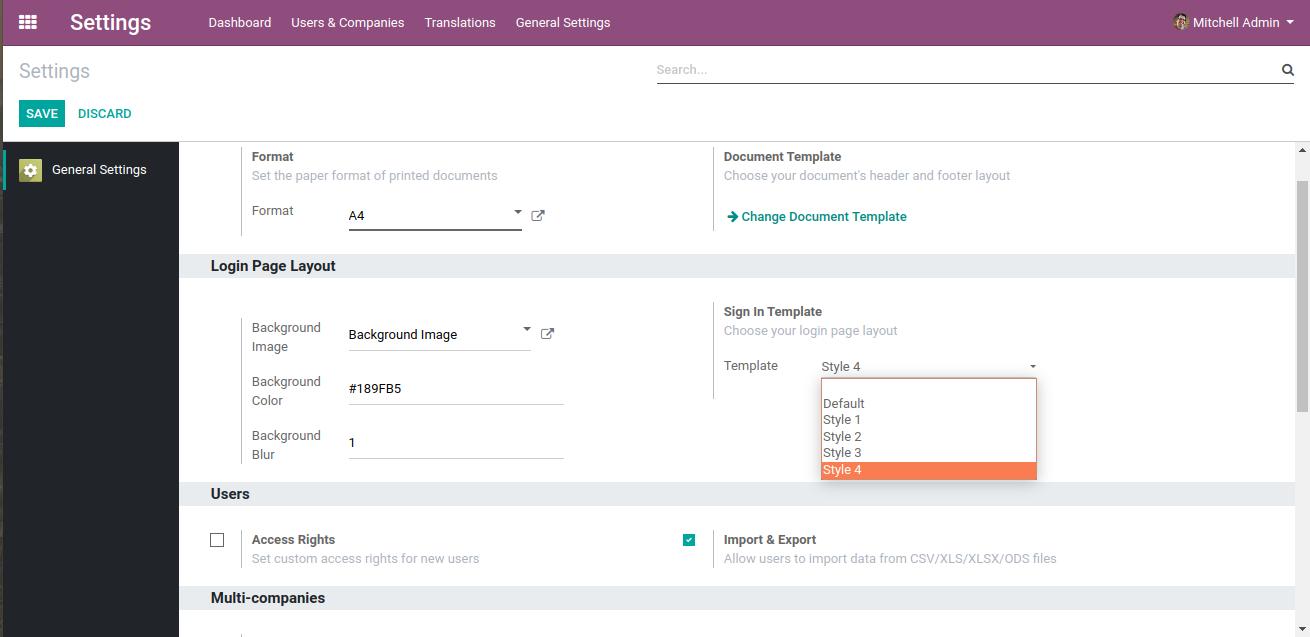 Settings
Dashboard
Users & Companies
Translations
General Settings
Mitchell Admin
Settings
Search...
SAVE
DISCARD
General Settings
Format
Set the paper format of printed documents
Format
A4
Document Template
Choose your document's header and footer layout
Change Document Template
Login Page Layout
Background
Image
Background Image
Background
Color
#189FB5
Background
Blur
1
Sign In Template
Choose your login page layout
Template
Style 4
Default
Style 1
Style 2
Style 3
Style 4
Users
Access Rights
Set custom access rights for new users
Import & Export
Allow users to import data from CSV/XLS/XLSX/ODS files
Multi-companies